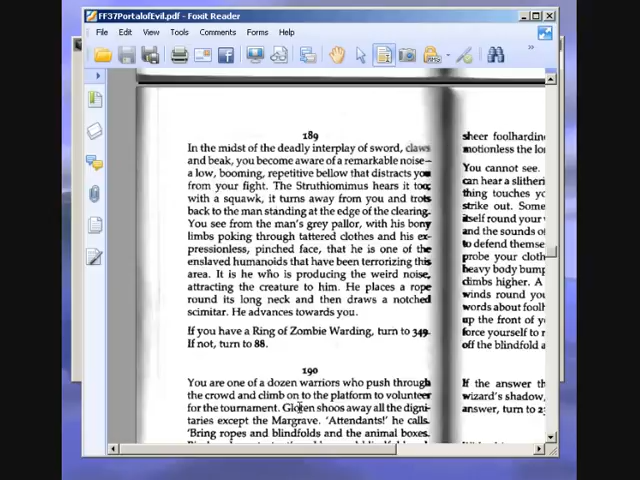 FF37PortalofEvil.pdf - Foxit Reader
File Edit View Tools Comments Forms Help
189
In the midst of the deadly interplay of sword, claws
and beak, you become aware of a remarkable noise –
a low, booming, repetitive bellow that distracts you
from your fight. The Struthiomimus hears it too;
with a squawk, it turns away from you and trots
back to the man standing at the edge of the clearing.
You see from the man's grey pallor, with his bony
limbs poking through tattered clothes and his ex-
pressionless, pinched face, that he is one of the
enslaved humanoids that have been terrorizing this
area. It is he who is producing the weird noise,
attracting the creature to him. He places a rope
round its long neck and then draws a notched
scimitar. He advances towards you.
If you have a Ring of Zombie Warding, turn to 349.
If not, turn to 88.
190
You are one of a dozen warriors who push through
the crowd and climb on to the platform to volunteer
for the tournament. Gloten shoos away all the digni-
taries except the Margrave. 'Attendants!' he calls.
'Bring ropes and blindfolds and the animal boxes.
sheer foolhardin
motionless the lo
You cannot see.
can hear a slitheri
thing touches yo
strike out. Some
itself round your
and the sounds of
to defend themse
probe your cloth
heavy body bump
climbs higher. A
winds round you
words about foolh
up the front of y
force yourself to r
off the blindfold a
If the answer th
wizard's shadow,
answer, turn to 2